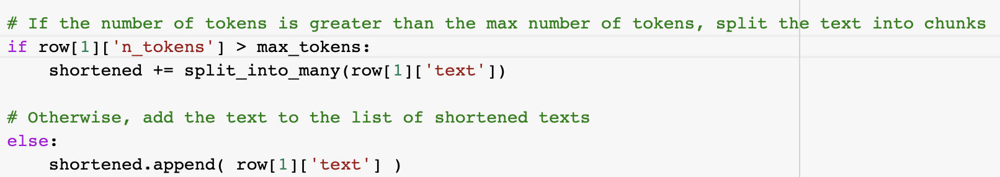 # If the number of tokens is greater than the max number of tokens, split the text into chunks
if row[1]['n_tokens'] > max_tokens:
    shortened += split_into_many(row[1]['text'])
# Otherwise, add the text to the list of shortened texts
else:
    shortened.append( row[1]['text'] )